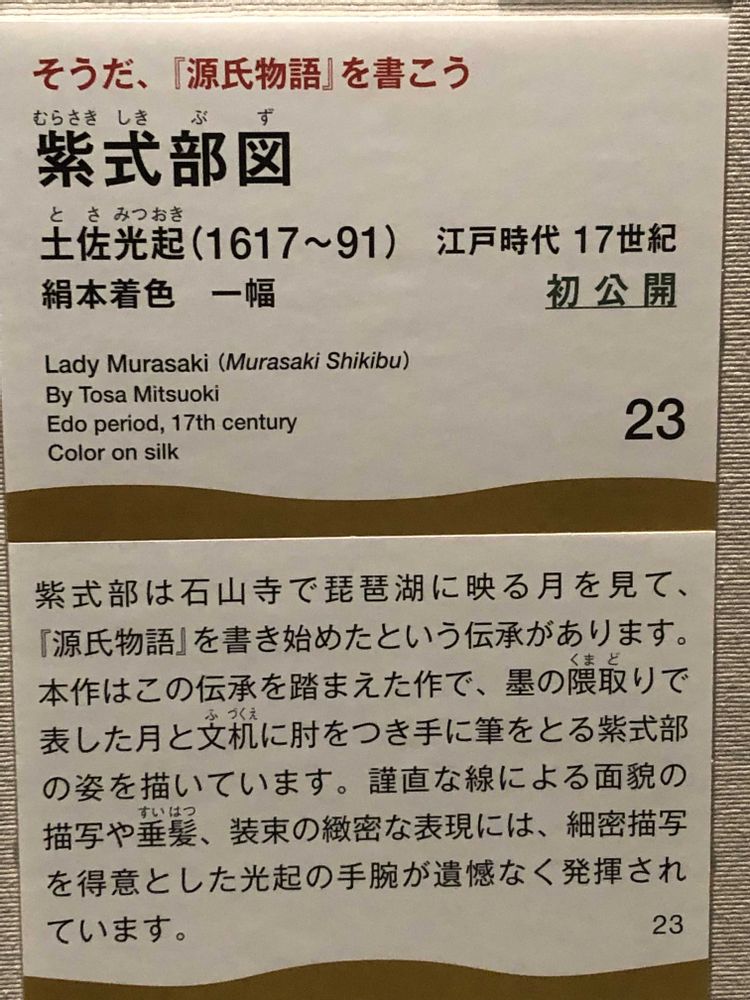 そうだ、『源氏物語』を書こう
むらさき しき ぶ ず
紫式部図
と さ みつおき
土佐光起(1617～91) 江戸時代 17世紀
絹本着色 一幅 初公開
Lady Murasaki (Murasaki Shikibu)
By Tosa Mitsuoki
Edo period, 17th century
Color on silk
23
紫式部は石山寺で琵琶湖に映る月を見て、
『源氏物語』を書き始めたという伝承があります。
くま ど
本作はこの伝承を踏まえた作で、墨の隈取りで
ふ づくえ
表した月と文机に肘をつき手に筆をとる紫式部
の姿を描いています。謹直な線による面貌の
すい はつ
描写や垂髪、装束の緻密な表現には、細密描写
を得意とした光起の手腕が遺憾なく発揮され
ています。
23